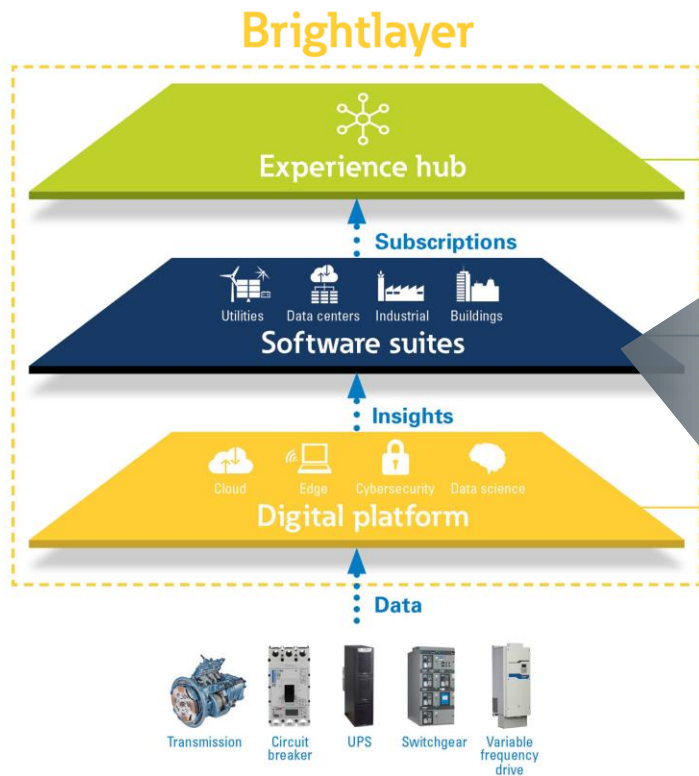 Brightlayer
Experience hub
Subscriptions
Utilities Data centers Industrial Buildings
Software suites
Insights
Cloud Edge Cybersecurity Data science
Digital platform
Data
Transmission Circuit UPS Switchgear Variable
breaker frequency
drive